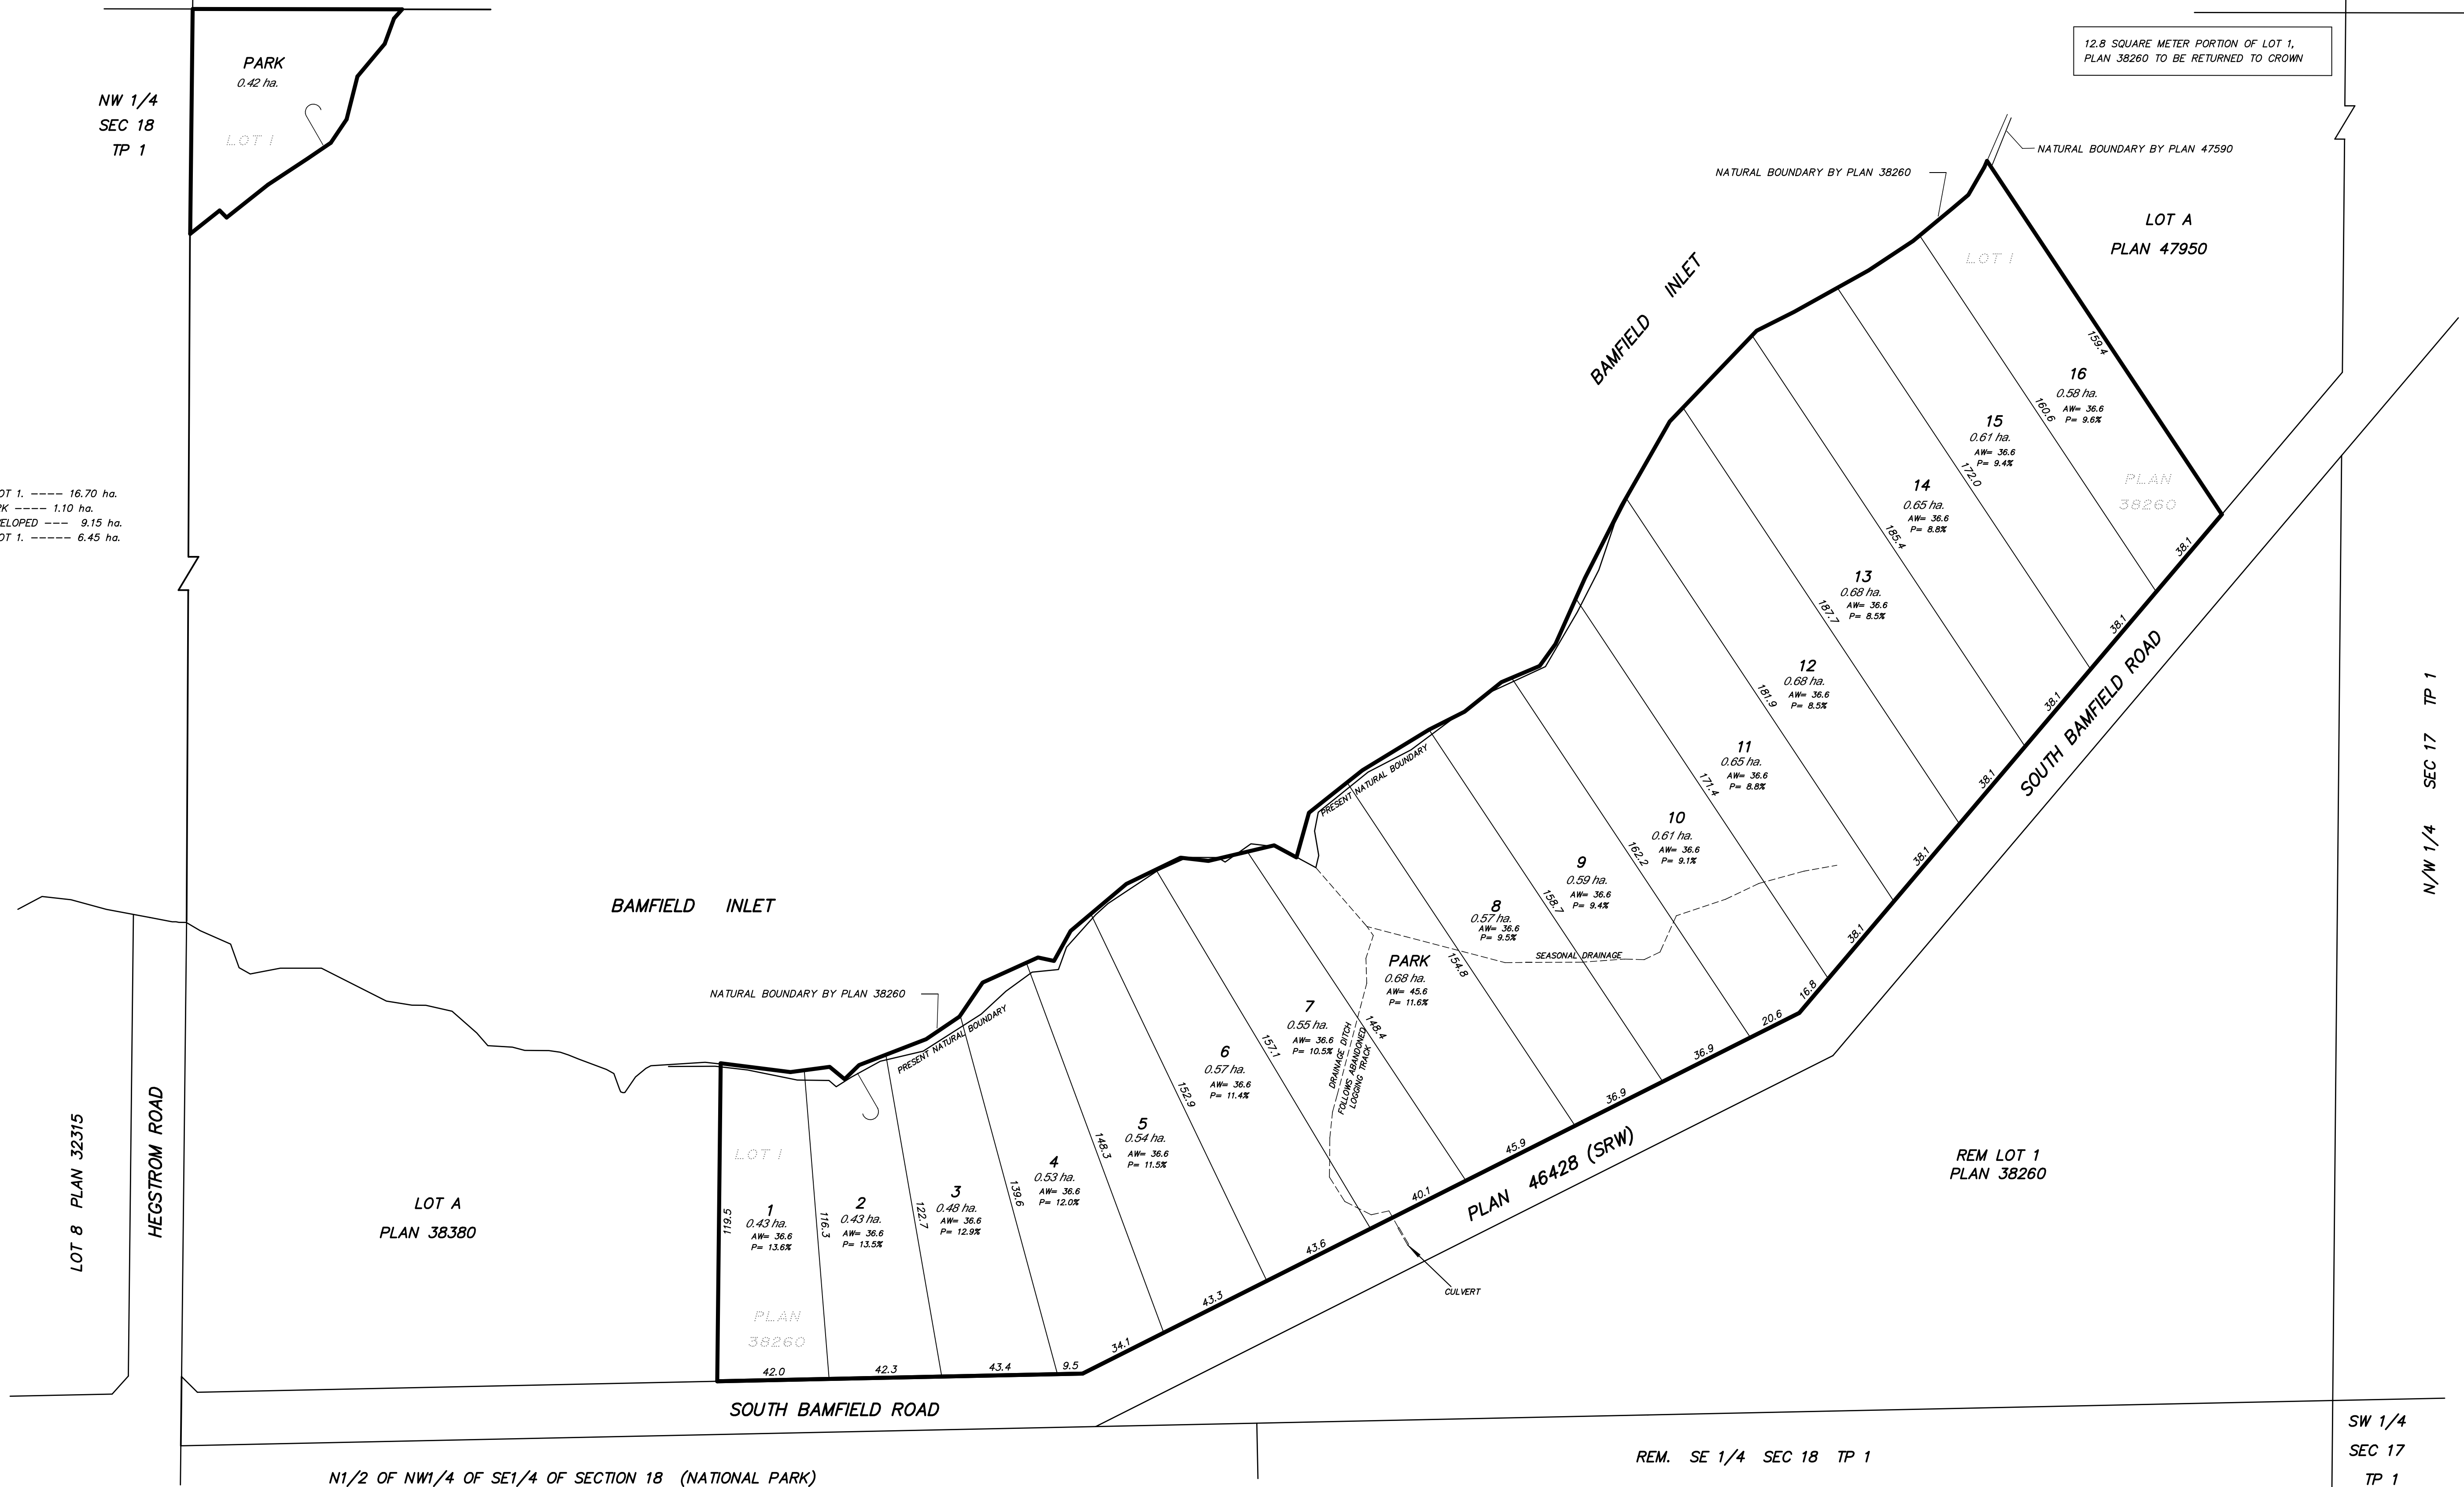 PARK
0.42 ha.
LOT 1
NW 1/4
SEC 18
TP 1
12.8 SQUARE METER PORTION OF LOT 1,
PLAN 38260 TO BE RETURNED TO CROWN
NATURAL BOUNDARY BY PLAN 47590
NATURAL BOUNDARY BY PLAN 38260
LOT A
PLAN 47950
LOT 1
BAMFIELD INLET
159.4
16
0.58 ha.
AW= 36.6
P= 9.6%
160.6
15
0.61 ha.
AW= 36.6
P= 9.4%
172.0
PLAN
38260
14
0.65 ha.
AW= 36.6
P= 8.8%
185.4
13
0.68 ha.
AW= 36.6
P= 8.5%
187.7
12
0.68 ha.
AW= 36.6
P= 8.5%
181.9
11
0.65 ha.
AW= 36.6
P= 8.8%
171.4
10
0.61 ha.
AW= 36.6
P= 9.1%
162.2
9
0.59 ha.
AW= 36.6
P= 9.4%
158.7
8
0.57 ha.
AW= 36.6
P= 9.5%
154.8
PARK
0.68 ha.
AW= 45.6
P= 11.6%
148.4
7
0.55 ha.
AW= 36.6
P= 10.5%
157.1
6
0.57 ha.
AW= 36.6
P= 11.4%
152.9
5
0.54 ha.
AW= 36.6
P= 11.5%
148.3
4
0.53 ha.
AW= 36.6
P= 12.0%
139.6
3
0.48 ha.
AW= 36.6
P= 12.9%
122.7
2
0.43 ha.
AW= 36.6
P= 13.5%
116.3
1
0.43 ha.
AW= 36.6
P= 13.6%
119.5
LOT 1
PLAN
38260
OT 1. ---- 16.70 ha.
RK ---- 1.10 ha.
ELOPED --- 9.15 ha.
OT 1. ----- 6.45 ha.
38.1
38.1
38.1
38.1
38.1
38.1
16.8
20.6
36.9
36.9
45.9
40.1
43.6
43.3
34.1
9.5
43.4
42.3
42.0
SOUTH BAMFIELD ROAD
N/W 1/4 SEC 17 TP 1
PRESENT NATURAL BOUNDARY
SEASONAL DRAINAGE
DRAINAGE DITCH
FOLLOWS ABANDONED
LOGGING TRACK
BAMFIELD INLET
NATURAL BOUNDARY BY PLAN 38260
PRESENT NATURAL BOUNDARY
PLAN 46428 (SRW)
CULVERT
REM LOT 1
PLAN 38260
LOT 8 PLAN 32315
HEGSTROM ROAD
LOT A
PLAN 38380
SOUTH BAMFIELD ROAD
N1/2 OF NW1/4 OF SE1/4 OF SECTION 18 (NATIONAL PARK)
REM. SE 1/4 SEC 18 TP 1
SW 1/4
SEC 17
TP 1